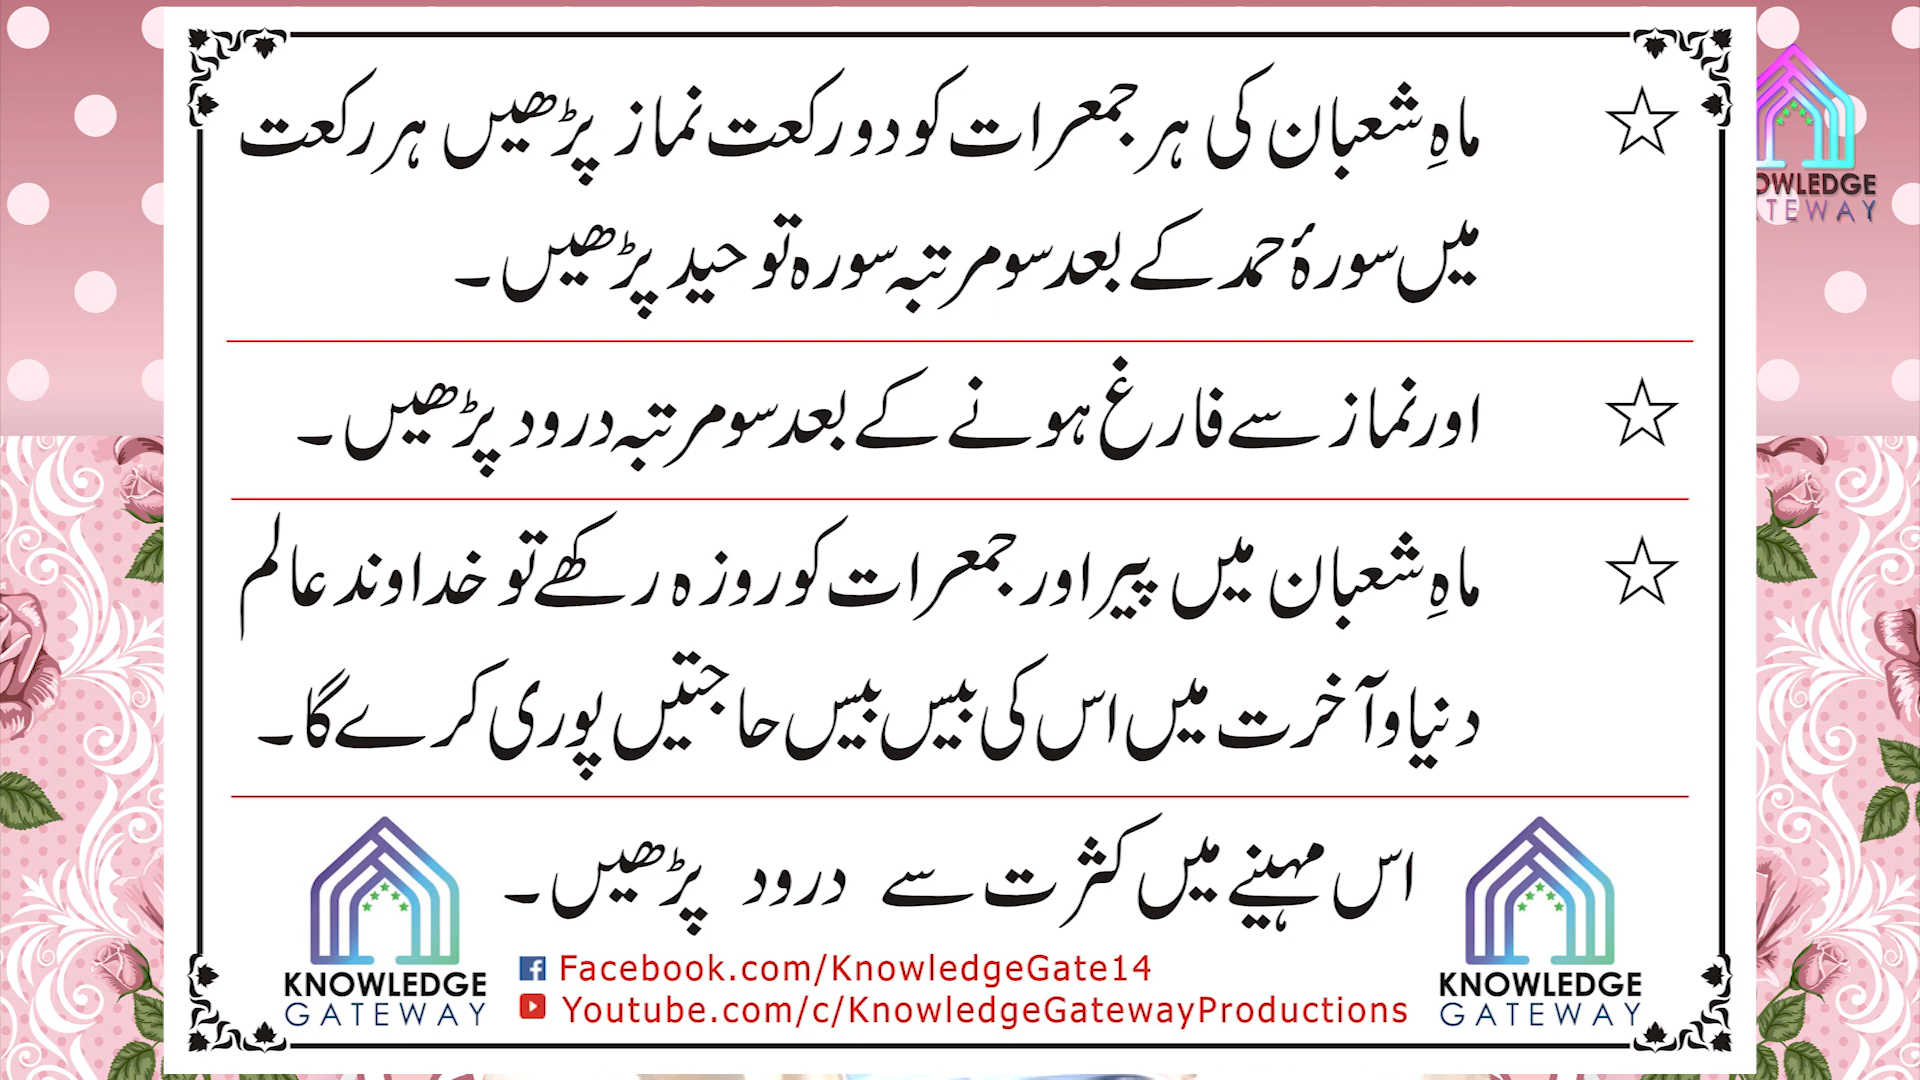 ماہِ شعبان کی ہر جمعرات کو دو رکعت نماز پڑھیں ہر رکعت
میں سورۂ حمد کے بعد سو مرتبہ سورہ توحید پڑھیں۔
اور نماز سے فارغ ہونے کے بعد سو مرتبہ درود پڑھیں۔
ماہِ شعبان میں پیر اور جمعرات کو روزہ رکھے تو خداوند عالم
دنیا و آخرت میں اس کی بیس بیس حاجتیں پوری کرے گا۔
اس مہینے میں کثرت سے درود پڑھیں۔
Facebook.com/KnowledgeGate14
Youtube.com/c/KnowledgeGatewayProductions
KNOWLEDGE
GATEWAY
KNOWLEDGE
GATEWAY
OWLEDGE
TEWAY